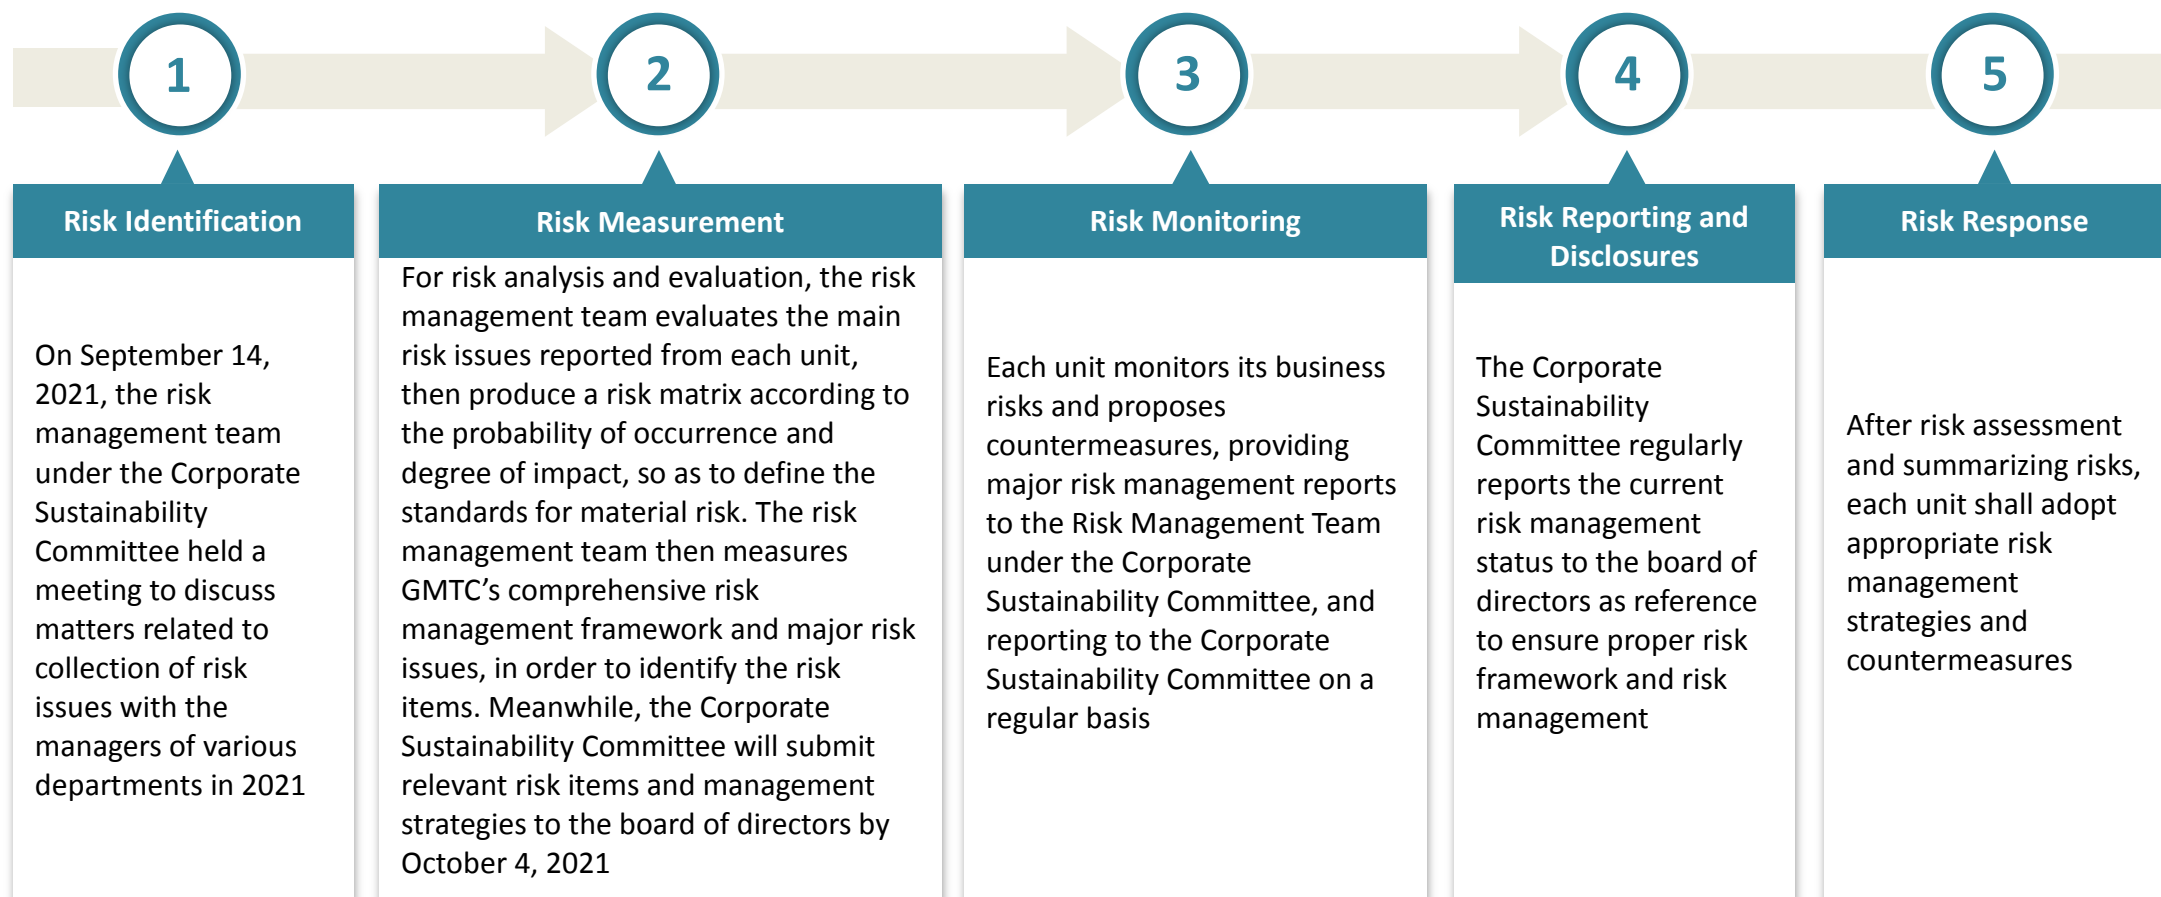 1
2
3
4
5
Risk Identification
On September 14,
2021, the risk
management team
under the Corporate
Sustainability
Committee held a
meeting to discuss
matters related to
collection of risk
issues with the
managers of various
departments in 2021
Risk Measurement
For risk analysis and evaluation, the risk
management team evaluates the main
risk issues reported from each unit,
then produce a risk matrix according to
the probability of occurrence and
degree of impact, so as to define the
standards for material risk. The risk
management team then measures
GMTC’s comprehensive risk
management framework and major risk
issues, in order to identify the risk
items. Meanwhile, the Corporate
Sustainability Committee will submit
relevant risk items and management
strategies to the board of directors by
October 4, 2021
Risk Monitoring
Each unit monitors its business
risks and proposes
countermeasures, providing
major risk management reports
to the Risk Management Team
under the Corporate
Sustainability Committee, and
reporting to the Corporate
Sustainability Committee on a
regular basis
Risk Reporting and
Disclosures
The Corporate
Sustainability
Committee regularly
reports the current
risk management
status to the board of
directors as reference
to ensure proper risk
framework and risk
management
Risk Response
After risk assessment
and summarizing risks,
each unit shall adopt
appropriate risk
management
strategies and
countermeasures